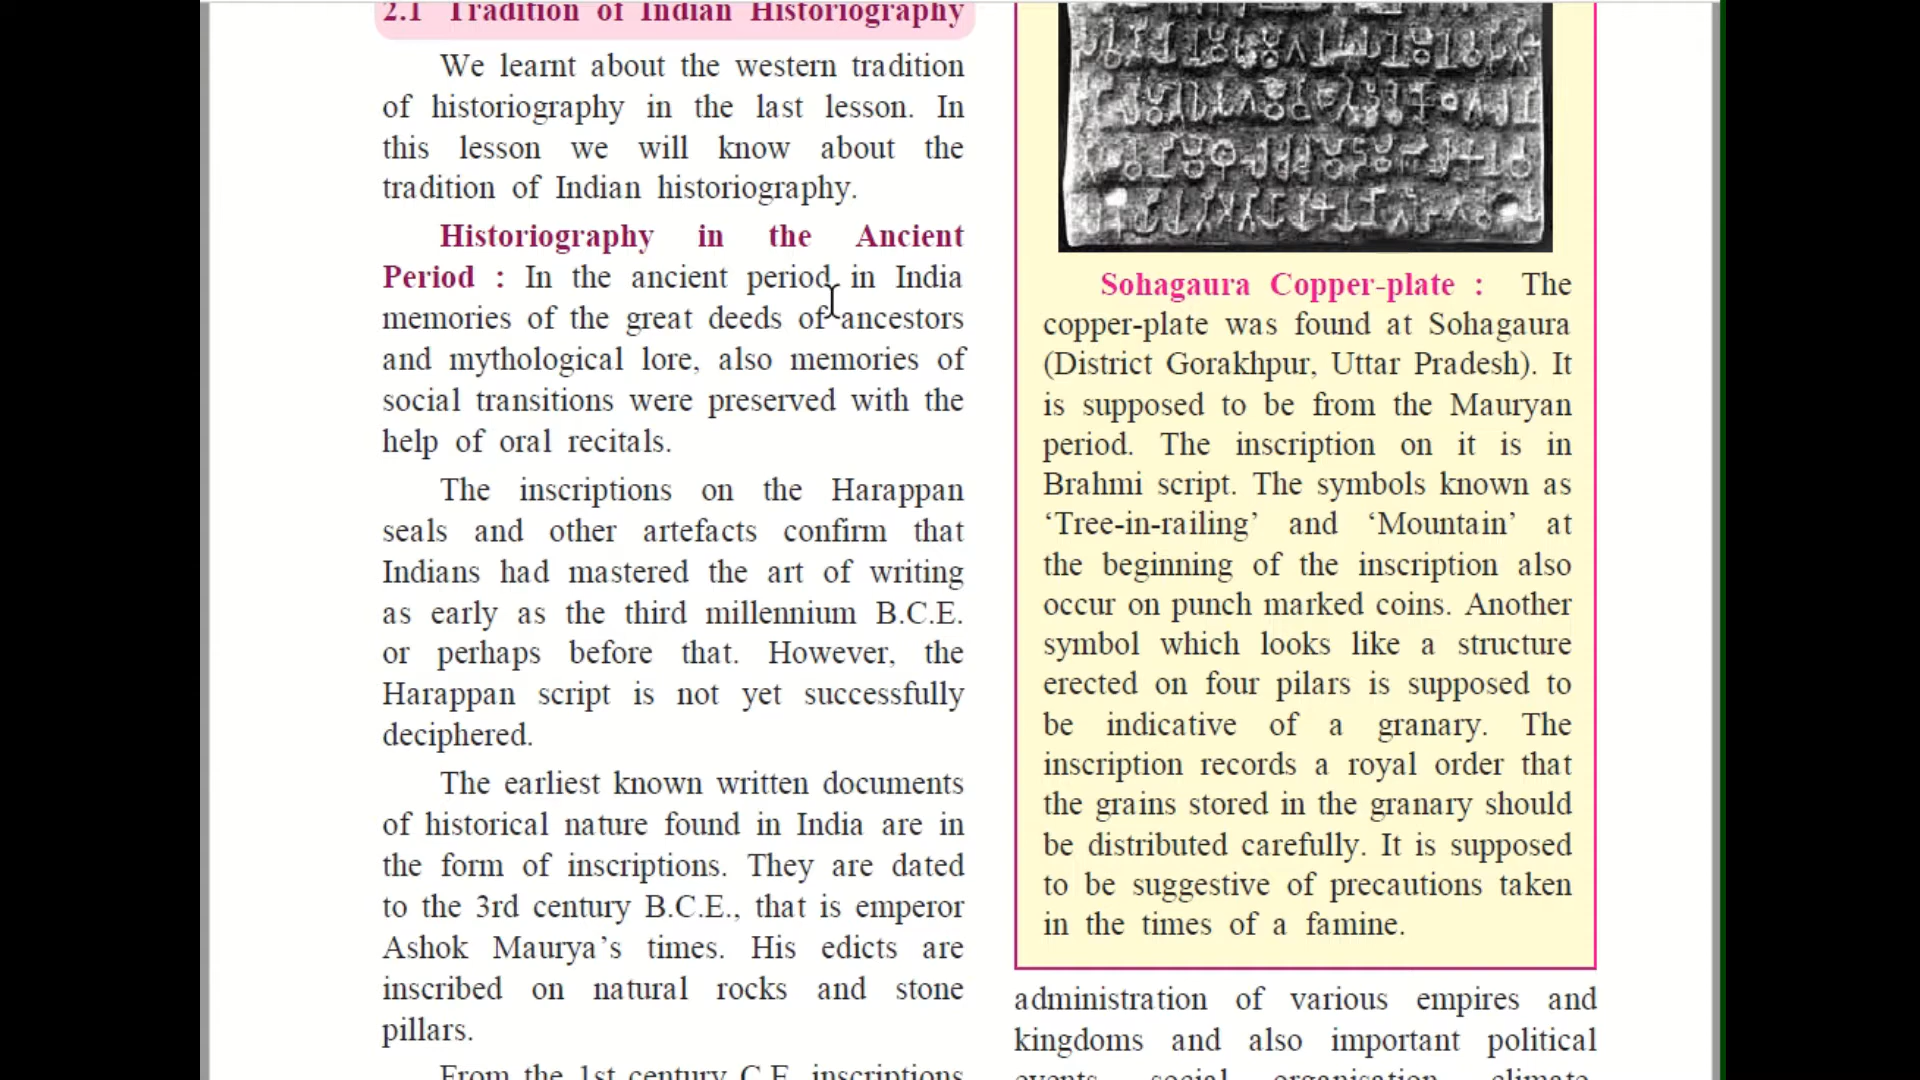 2.1 Tradition of Indian Historiography
We learnt about the western tradition
of historiography in the last lesson. In
this lesson we will know about the
tradition of Indian historiography.
Historiography in the Ancient
Period : In the ancient period in India
memories of the great deeds of ancestors
and mythological lore, also memories of
social transitions were preserved with the
help of oral recitals.
The inscriptions on the Harappan
seals and other artefacts confirm that
Indians had mastered the art of writing
as early as the third millennium B.C.E.
or perhaps before that. However, the
Harappan script is not yet successfully
deciphered.
The earliest known written documents
of historical nature found in India are in
the form of inscriptions. They are dated
to the 3rd century B.C.E., that is emperor
Ashok Maurya’s times. His edicts are
inscribed on natural rocks and stone
pillars.
From the 1st century C.E. inscriptions
Sohagaura Copper-plate : The
copper-plate was found at Sohagaura
(District Gorakhpur, Uttar Pradesh). It
is supposed to be from the Mauryan
period. The inscription on it is in
Brahmi script. The symbols known as
‘Tree-in-railing’ and ‘Mountain’ at
the beginning of the inscription also
occur on punch marked coins. Another
symbol which looks like a structure
erected on four pilars is supposed to
be indicative of a granary. The
inscription records a royal order that
the grains stored in the granary should
be distributed carefully. It is supposed
to be suggestive of precautions taken
in the times of a famine.
administration of various empires and
kingdoms and also important political
events, social organisation, climate,